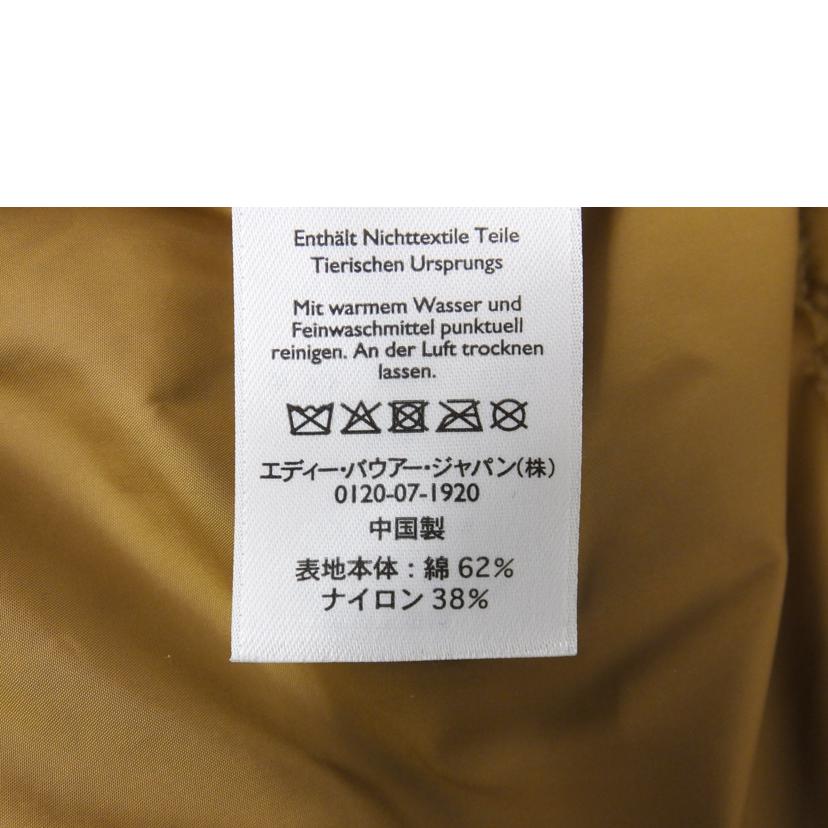 Enthält Nichttextile Teile
Tierischen Ursprungs
Mit warmem Wasser und
Feinwaschmittel punktuell
reinigen. An der Luft trocknen
lassen.
エディー・バウアー・ジャパン(株)
0120-07-1920
中国製
表地本体 : 綿 62%
ナイロン 38%